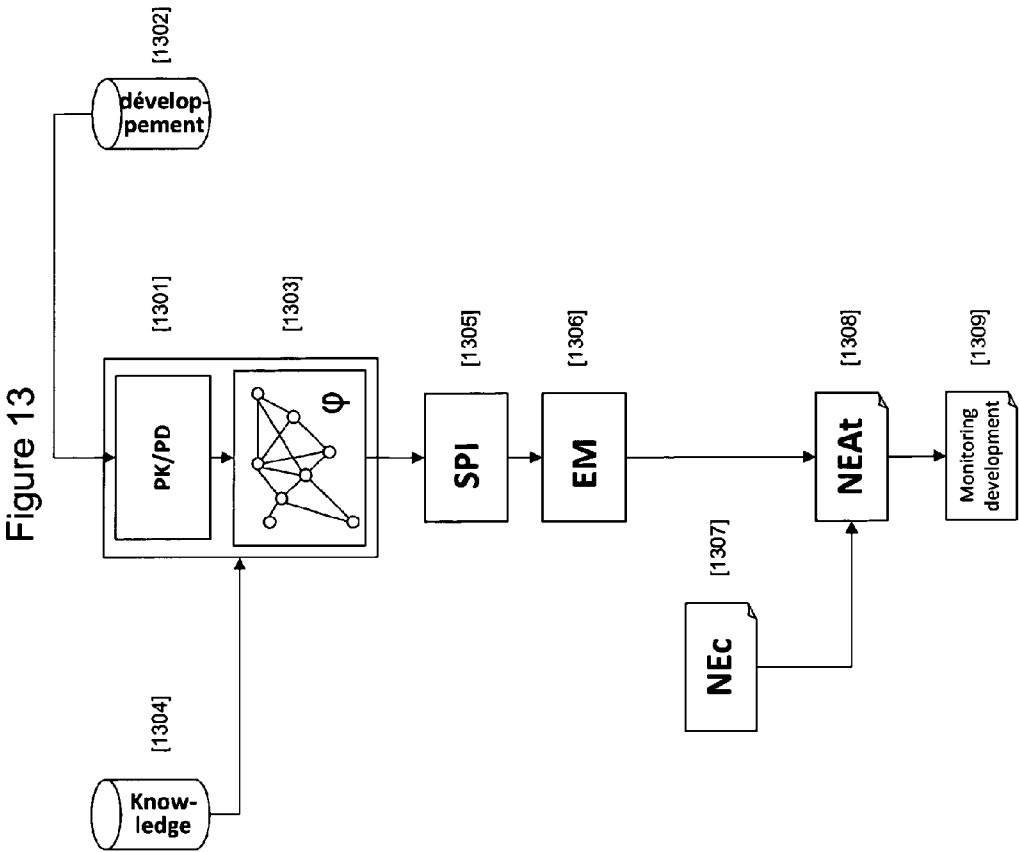 Figure 13
dévelop-
pement
[1302]
PK/PD
[1301]
φ
[1303]
Know-
ledge
[1304]
SPI
[1305]
EM
[1306]
NEc
[1307]
NEAt
[1308]
Monitoring
development
[1309]